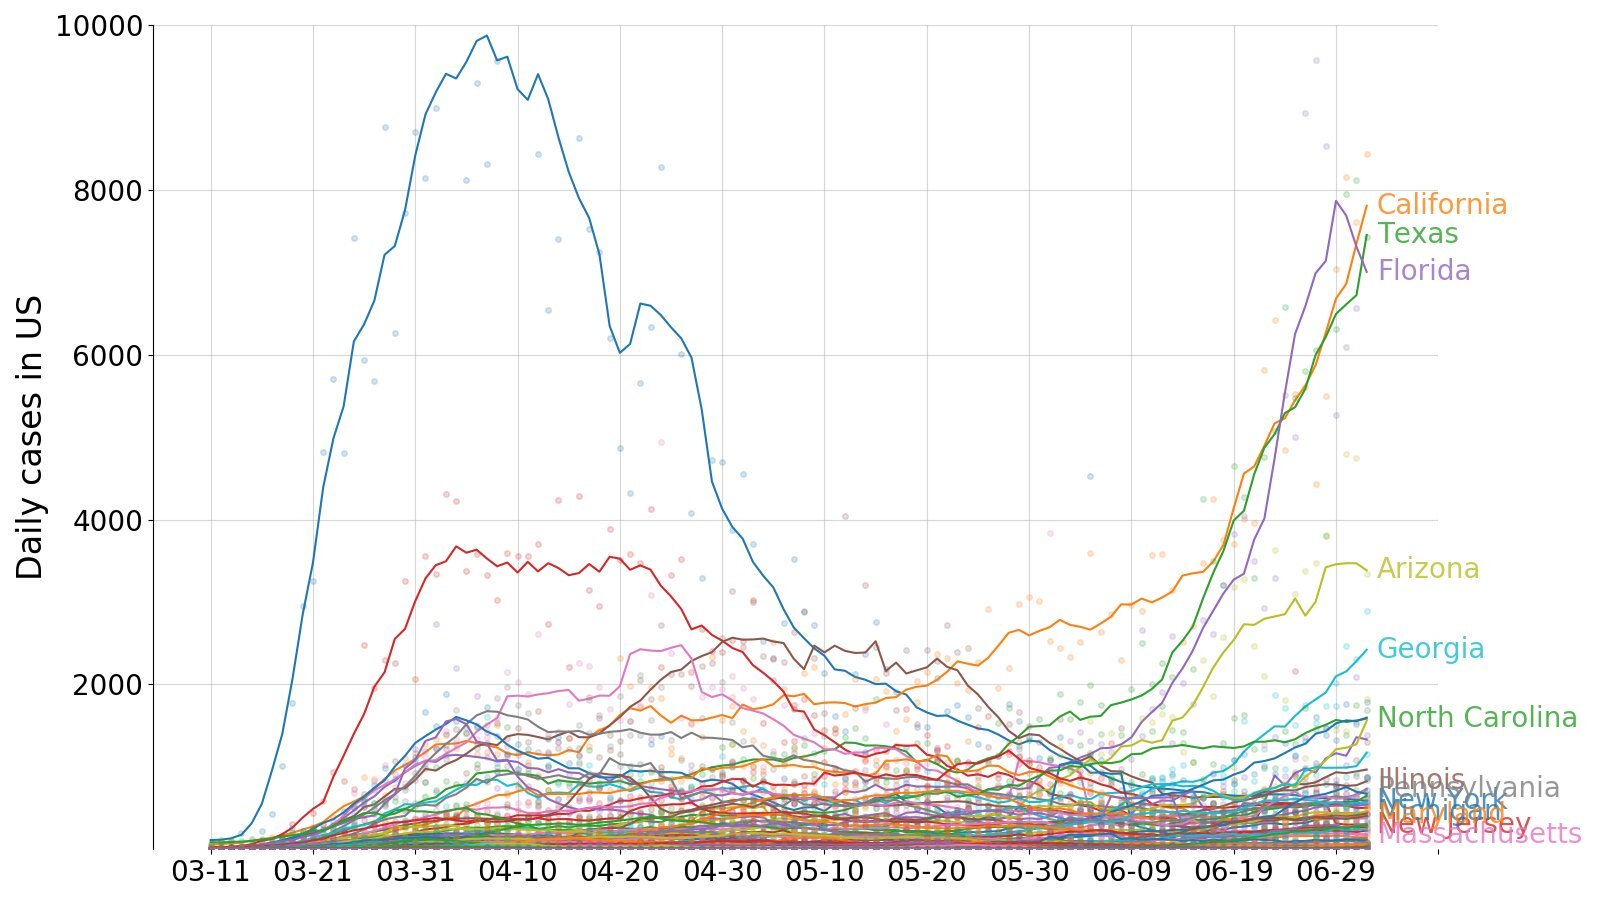 10000
8000
6000
4000
2000
Daily cases in US
03-11 03-21 03-31 04-10 04-20 04-30 05-10 05-20 05-30 06-09 06-19 06-29
California
Texas
Florida
Arizona
Georgia
North Carolina
Illinois
Pennsylvania
New York
Michigan
New Jersey
Massachusetts